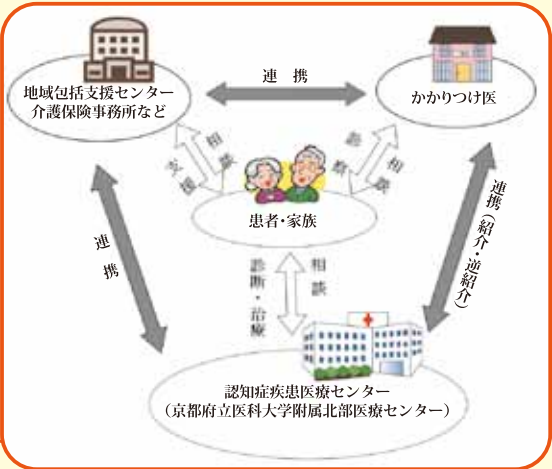 地域包括支援センター
介護保険事務所など
連 携
かかりつけ医
支援
相談
診療
相談
患者・家族
連携
連携(紹介・逆紹介)
診断・治療
相談
認知症疾患医療センター
(京都府立医科大学附属北部医療センター)